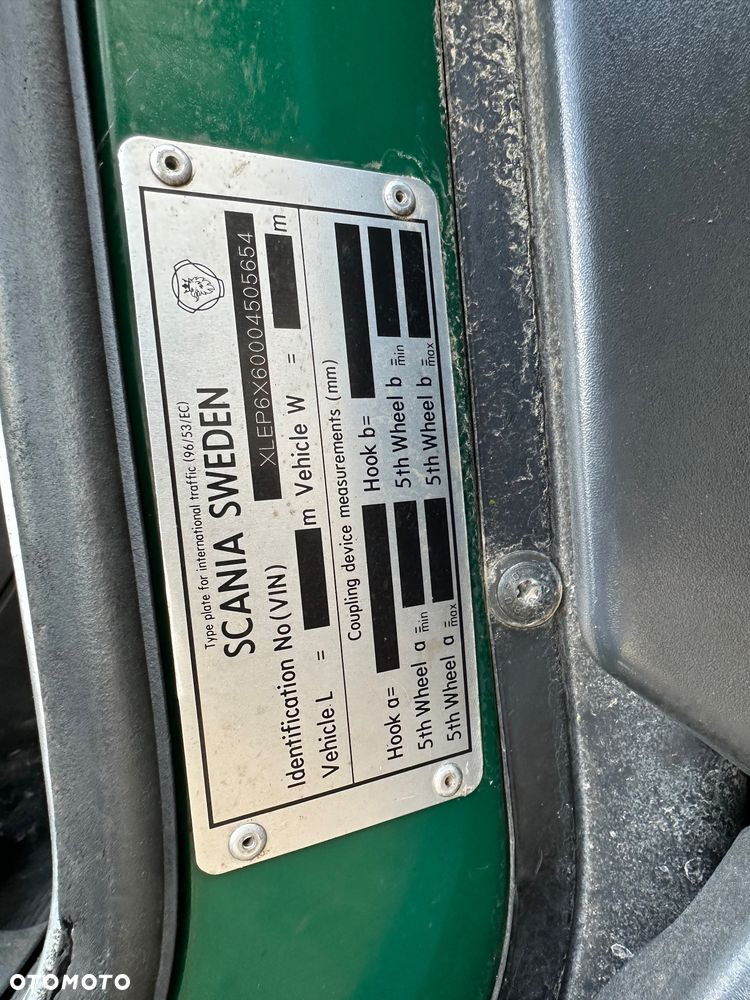 Type plate for international traffic (96/53/EC)
SCANIA SWEDEN
Identification No (VIN) XLEP6X60004505654
Vehicle L = m Vehicle W = m
Coupling device measurements (mm)
Hook a= Hook b=
5th Wheel a min = 5th Wheel b min =
5th Wheel a max = 5th Wheel b max =
OTOMOTO